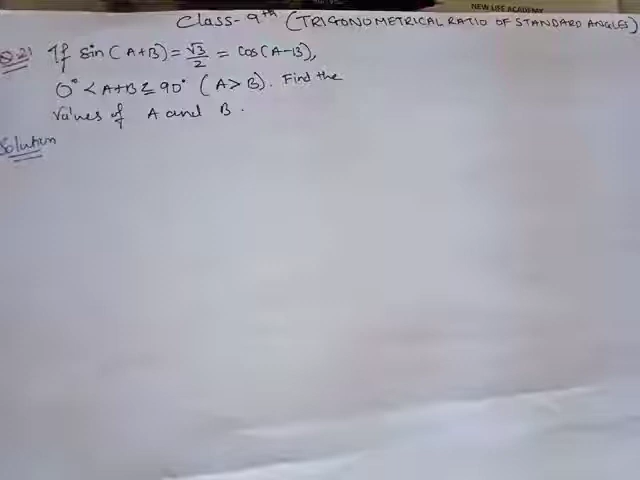 NEW LIFE ACADEMY
Class-9th (TRIGONOMETRICAL RATIO OF STANDARD ANGLES)
Q.21 If sin(A+B) = √3/2 = cos(A-B),
0° < A+B ≤ 90° (A > B). Find the
values of A and B.
Solution